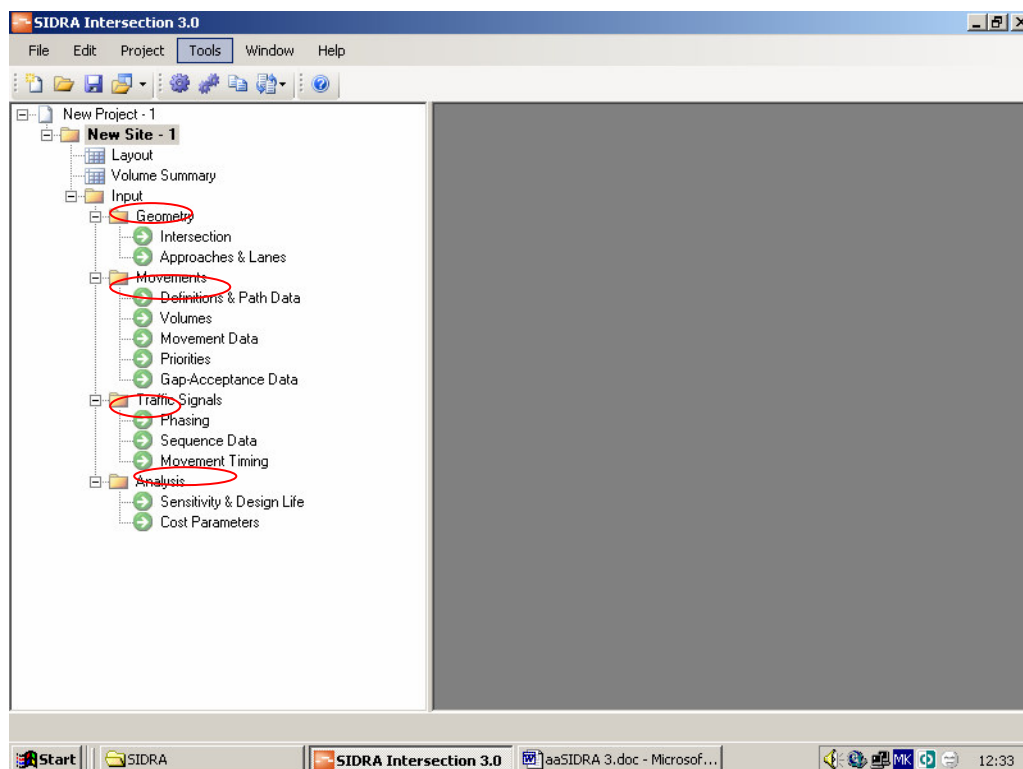 SIDRA Intersection 3.0
File Edit Project Tools Window Help
New Project - 1
New Site - 1
Layout
Volume Summary
Input
Geometry
Intersection
Approaches & Lanes
Movements
Definitions & Path Data
Volumes
Movement Data
Priorities
Gap-Acceptance Data
Traffic Signals
Phasing
Sequence Data
Movement Timing
Analysis
Sensitivity & Design Life
Cost Parameters
Start SIDRA SIDRA Intersection 3.0 aaSIDRA 3.doc - Microsof... MK 12:33